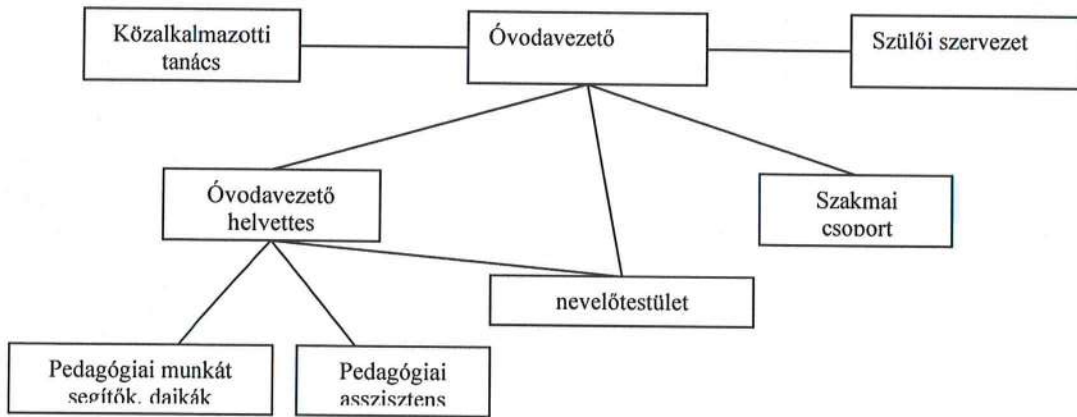 Közalkalmazotti
tanács
Óvodavezető
Szülői szervezet
Óvodavezető
helyettes
Szakmai
csoport
nevelőtestület
Pedagógiai munkát
segítők, dajkák
Pedagógiai
asszisztens